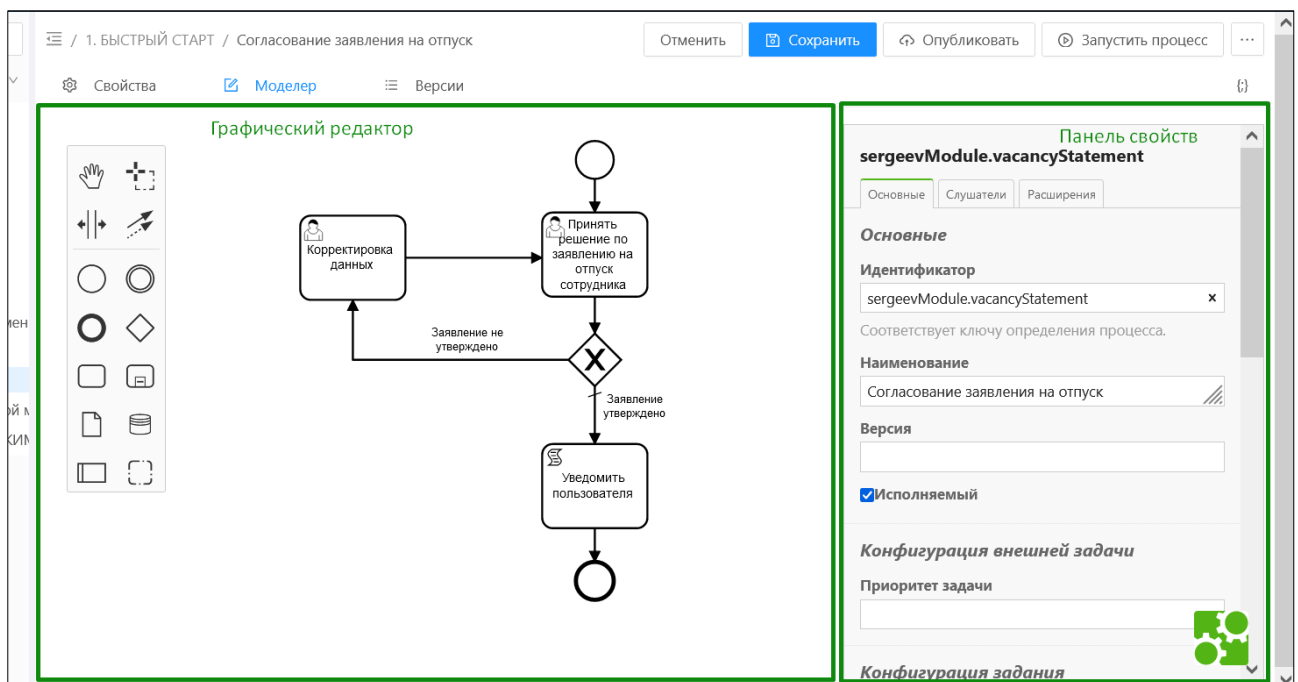 / 1. БЫСТРЫЙ СТАРТ / Согласование заявления на отпуск
Отменить
Сохранить
Опубликовать
Запустить процесс
...
Свойства
Моделер
Версии
{;}
Графический редактор
Принять
решение по
заявлению на
отпуск
сотрудника
Корректировка
данных
Заявление не
утверждено
Заявление
утверждено
Уведомить
пользователя
Панель свойств
sergeevModule.vacancyStatement
Основные
Слушатели
Расширения
Основные
Идентификатор
sergeevModule.vacancyStatement
Соответствует ключу определения процесса.
Наименование
Согласование заявления на отпуск
Версия
Исполняемый
Конфигурация внешней задачи
Приоритет задачи
Конфигурация задания